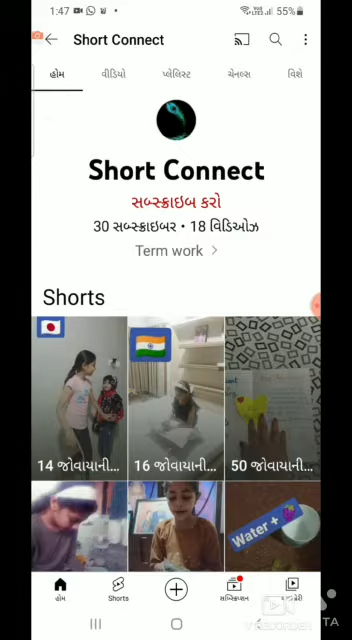 1:47
55%
Short Connect
હોમ વીડિયો પ્લેલિસ્ટ ચેનલ્સ વિશે
Short Connect
સબ્સ્ક્રાઇબ કરો
30 સબ્સ્ક્રાઇબર • 18 વિડિઓઝ
Term work
Shorts
14 જોવાયાની... 16 જોવાયાની... 50 જોવાયાની...
Water +
હોમ Shorts સબ્સ્ક્રિપ્શન